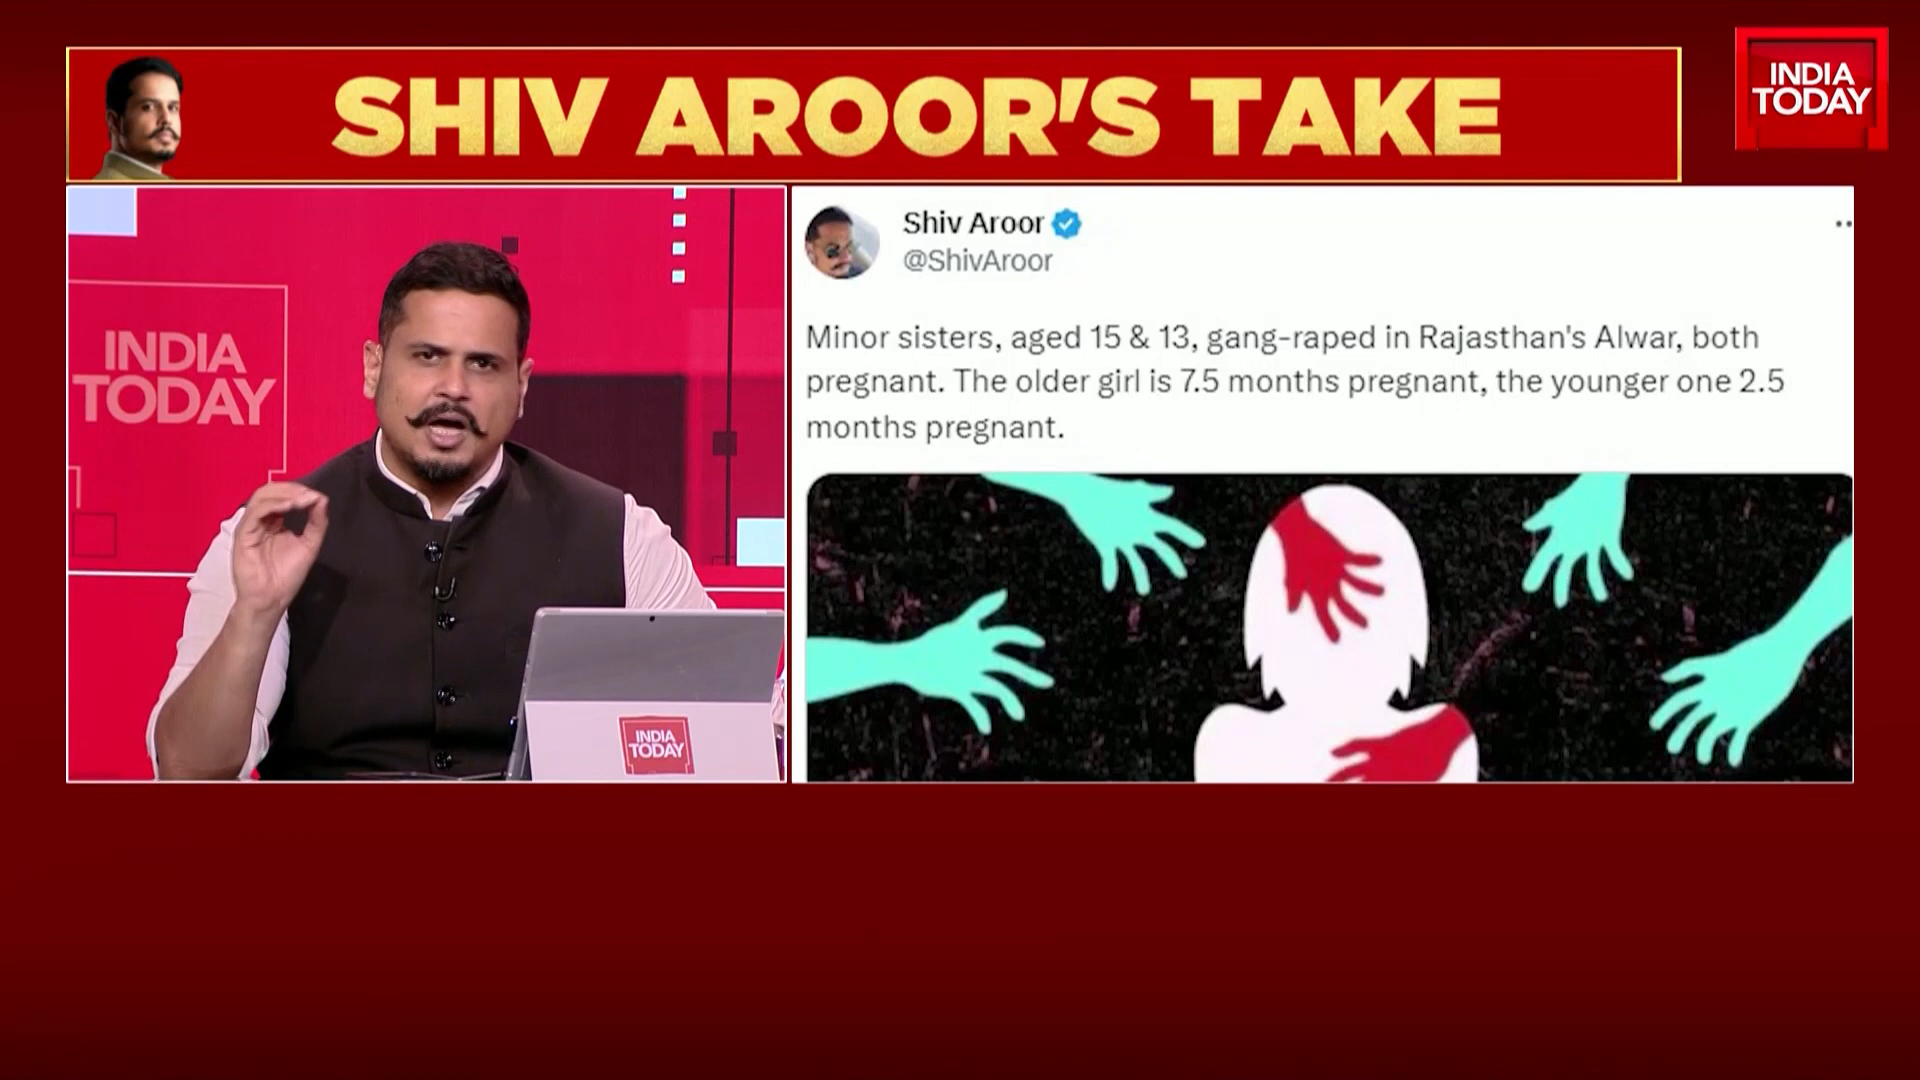 SHIV AROOR'S TAKE
INDIA
TODAY
INDIA
TODAY
INDIA
TODAY
Shiv Aroor
@ShivAroor
Minor sisters, aged 15 & 13, gang-raped in Rajasthan's Alwar, both
pregnant. The older girl is 7.5 months pregnant, the younger one 2.5
months pregnant.